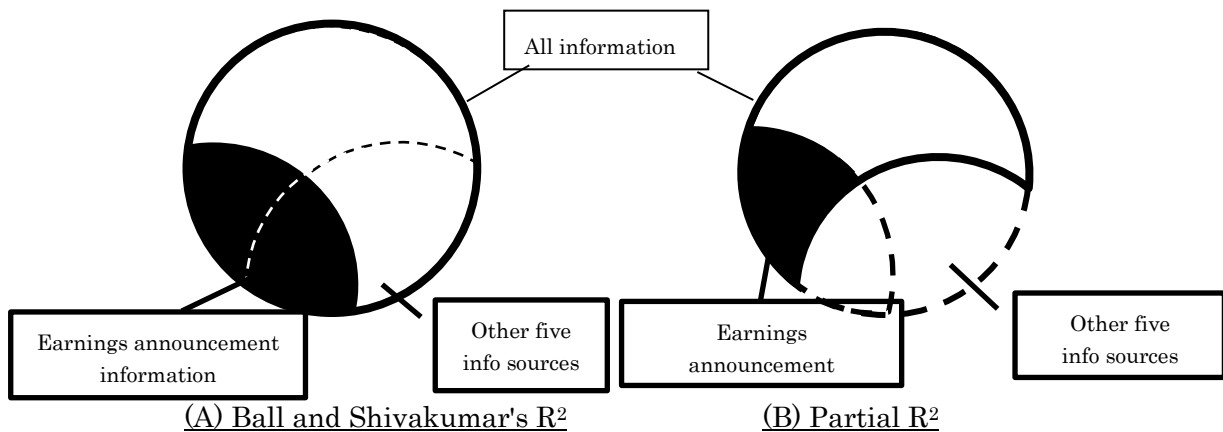 All information
Earnings announcement
information
Other five
info sources
Earnings
announcement
Other five
info sources
(A) Ball and Shivakumar's R²
(B) Partial R²